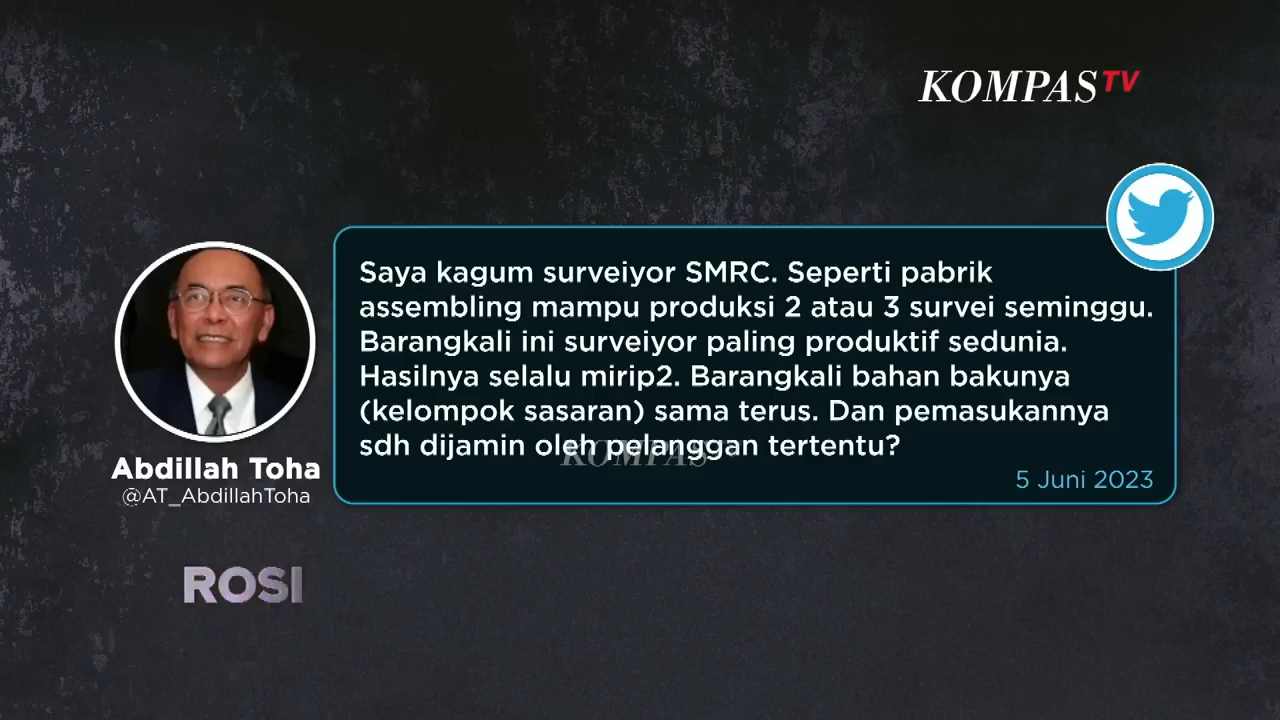 KOMPAS TV
Saya kagum surveiyor SMRC. Seperti pabrik
assembling mampu produksi 2 atau 3 survei seminggu.
Barangkali ini surveiyor paling produktif sedunia.
Hasilnya selalu mirip2. Barangkali bahan bakunya
(kelompok sasaran) sama terus. Dan pemasukannya
sdh dijamin oleh pelanggan tertentu?
KOMPAS
5 Juni 2023
Abdillah Toha
@AT_AbdillahToha
ROSI